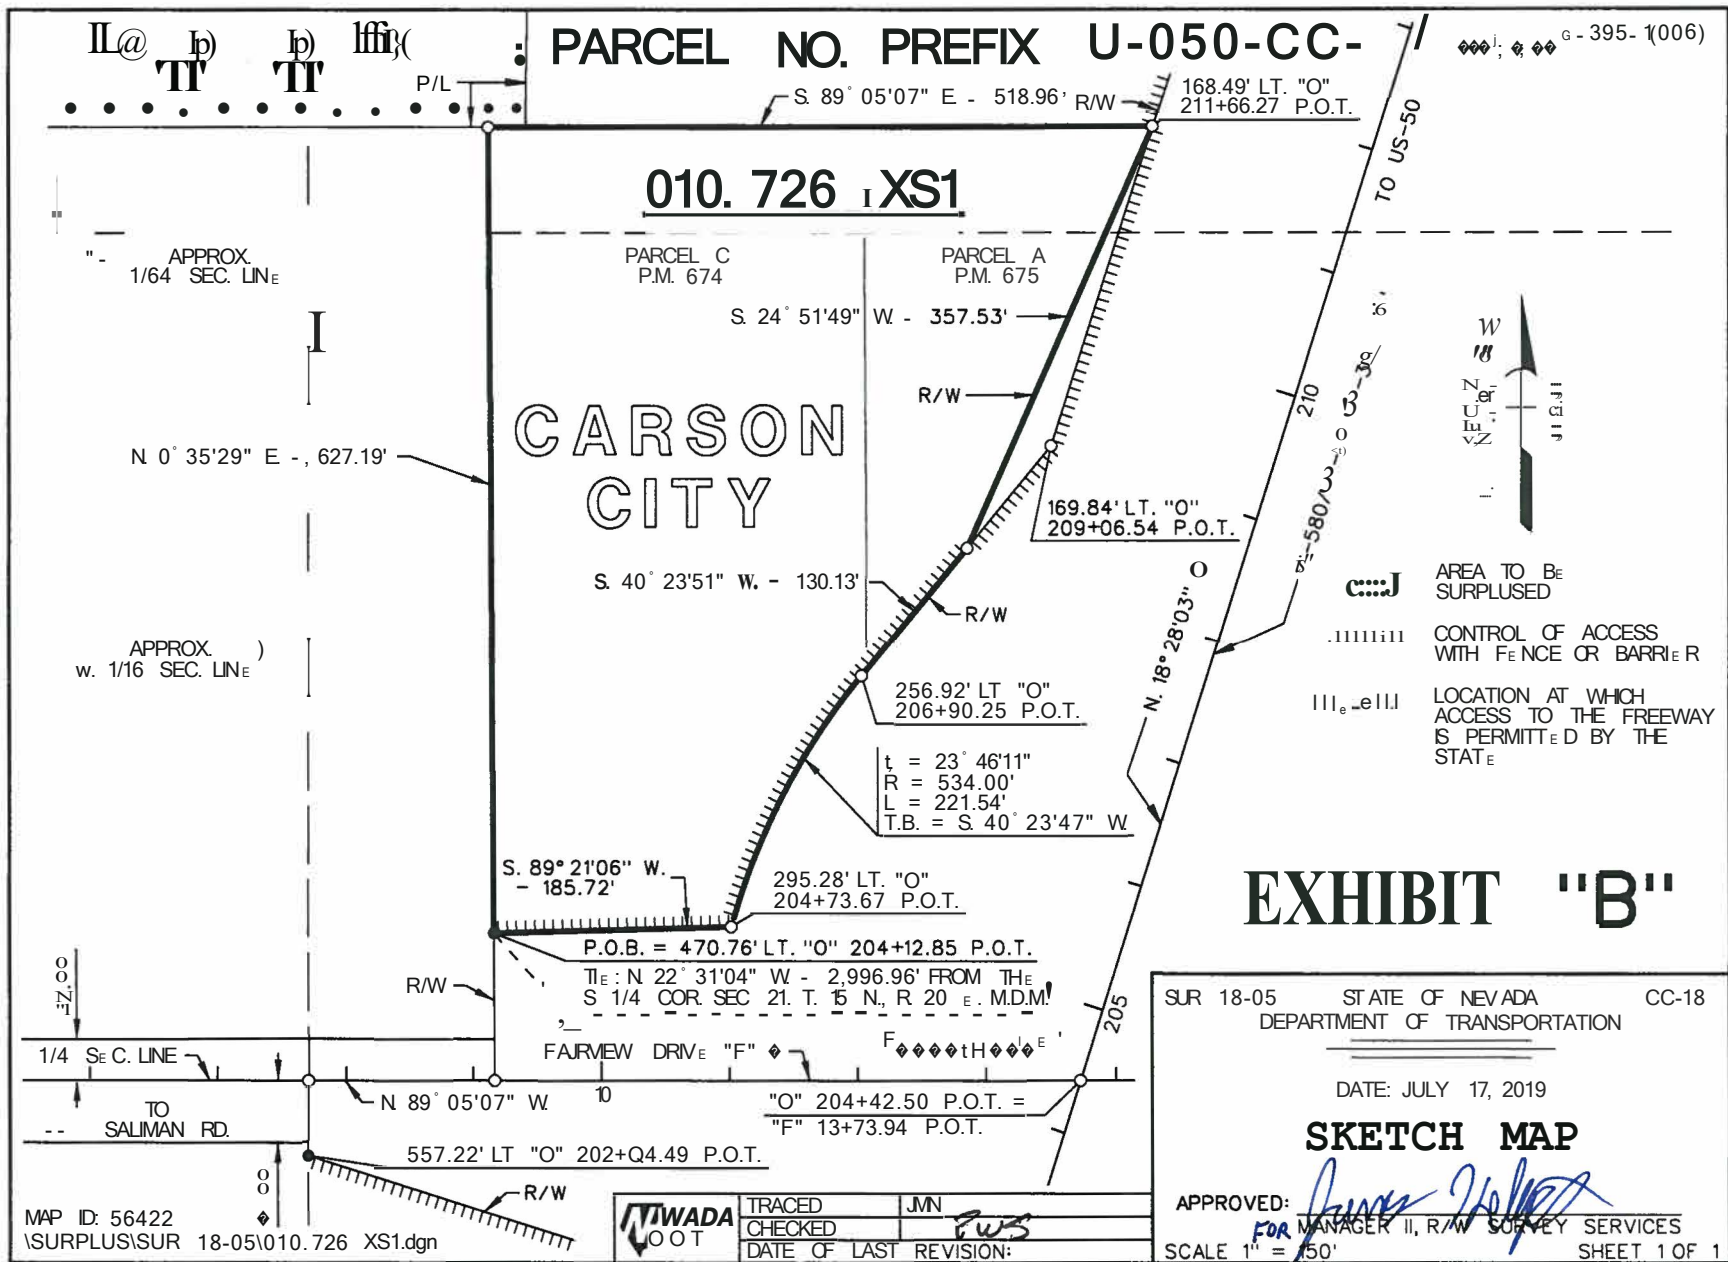 PARCEL NO. PREFIX U-050-CC-
G-395-1(006)
P/L
S. 89° 05'07" E. - 518.96'
R/W
168.49' LT. "O"
211+66.27 P.O.T.
TO US-50
010. 726 XS1
APPROX.
1/64 SEC. LINE
PARCEL C
P.M. 674
PARCEL A
P.M. 675
S. 24° 51'49" W. - 357.53'
R/W
210
CARSON
CITY
N. 0° 35'29" E. - 627.19'
169.84' LT. "O"
209+06.54 P.O.T.
S. 40° 23'51" W. - 130.13'
R/W
AREA TO BE
SURPLUSED
CONTROL OF ACCESS
WITH FENCE OR BARRIER
LOCATION AT WHICH
ACCESS TO THE FREEWAY
IS PERMITTED BY THE
STATE
APPROX.
W. 1/16 SEC. LINE
N. 18° 28'03"
256.92' LT "O"
206+90.25 P.O.T.
= 23° 46'11"
R = 534.00'
L = 221.54'
T.B. = S. 40° 23'47" W.
S. 89° 21'06" W.
- 185.72'
295.28' LT. "O"
204+73.67 P.O.T.
EXHIBIT "B"
P.O.B. = 470.76' LT. "O" 204+12.85 P.O.T.
TIE: N. 22° 31'04" W. - 2,996.96' FROM THE
S 1/4 COR. SEC 21. T. 15 N., R 20 E. M.D.M.
R/W
205
1/4 SEC. LINE
FAIRVIEW DRIVE "F"
N. 89° 05'07" W.
10
"O" 204+42.50 P.O.T. =
"F" 13+73.94 P.O.T.
TO
SALIMAN RD.
557.22' LT "O" 202+Q4.49 P.O.T.
R/W
MAP ID: 56422
\SURPLUS\SUR 18-05\010.726 XS1.dgn
TRACED JMN
CHECKED RWS
DATE OF LAST REVISION:
SUR 18-05 STATE OF NEVADA CC-18
DEPARTMENT OF TRANSPORTATION
DATE: JULY 17, 2019
SKETCH MAP
APPROVED:
FOR MANAGER II, R/W SURVEY SERVICES
SCALE 1" = 150' SHEET 1 OF 1